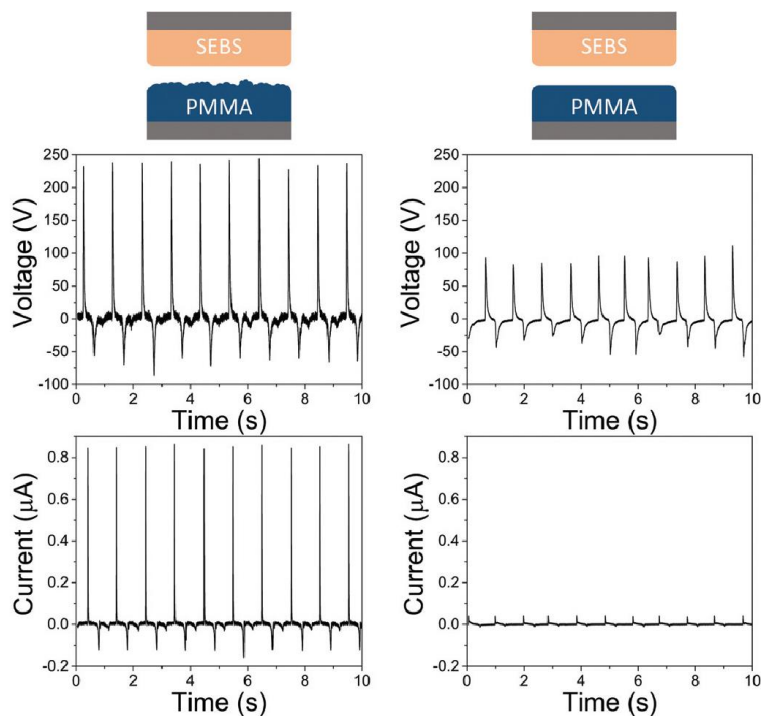 SEBS
PMMA
SEBS
PMMA
250
200
150
100
50
0
-50
-100
Voltage (V)
0 2 4 6 8 10
Time (s)
250
200
150
100
50
0
-50
-100
Voltage (V)
0 2 4 6 8 10
Time (s)
0.8
0.6
0.4
0.2
0.0
-0.2
Current (μA)
0 2 4 6 8 10
Time (s)
0.8
0.6
0.4
0.2
0.0
-0.2
Current (μA)
0 2 4 6 8 10
Time (s)